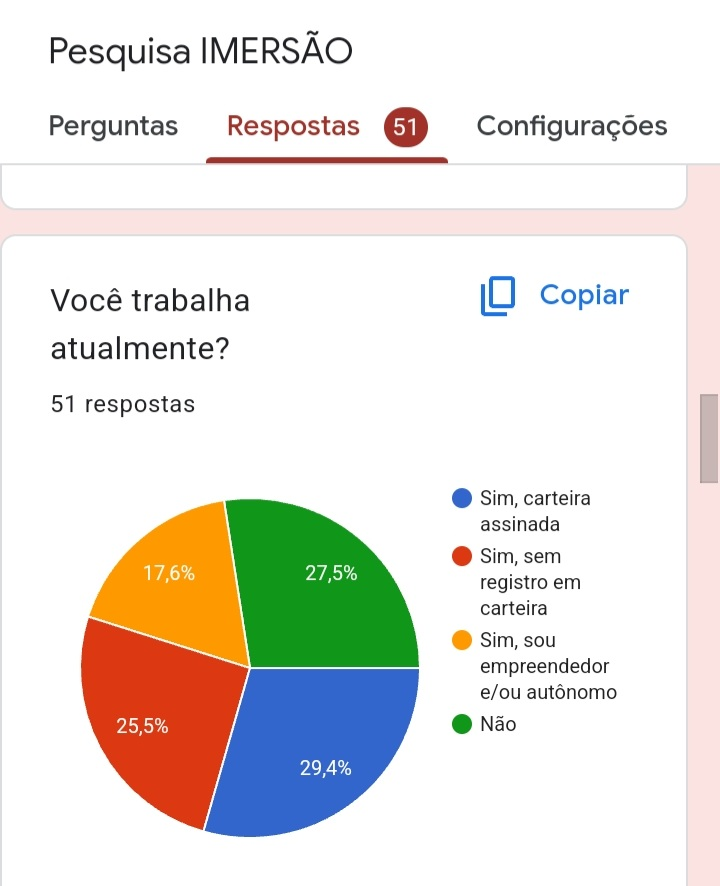 Pesquisa IMERSÃO
Perguntas
Respostas
51
Configurações
Você trabalha
atualmente?
Copiar
51 respostas
17,6%
27,5%
25,5%
29,4%
Sim, carteira
assinada
Sim, sem
registro em
carteira
Sim, sou
empreendedor
e/ou autônomo
Não